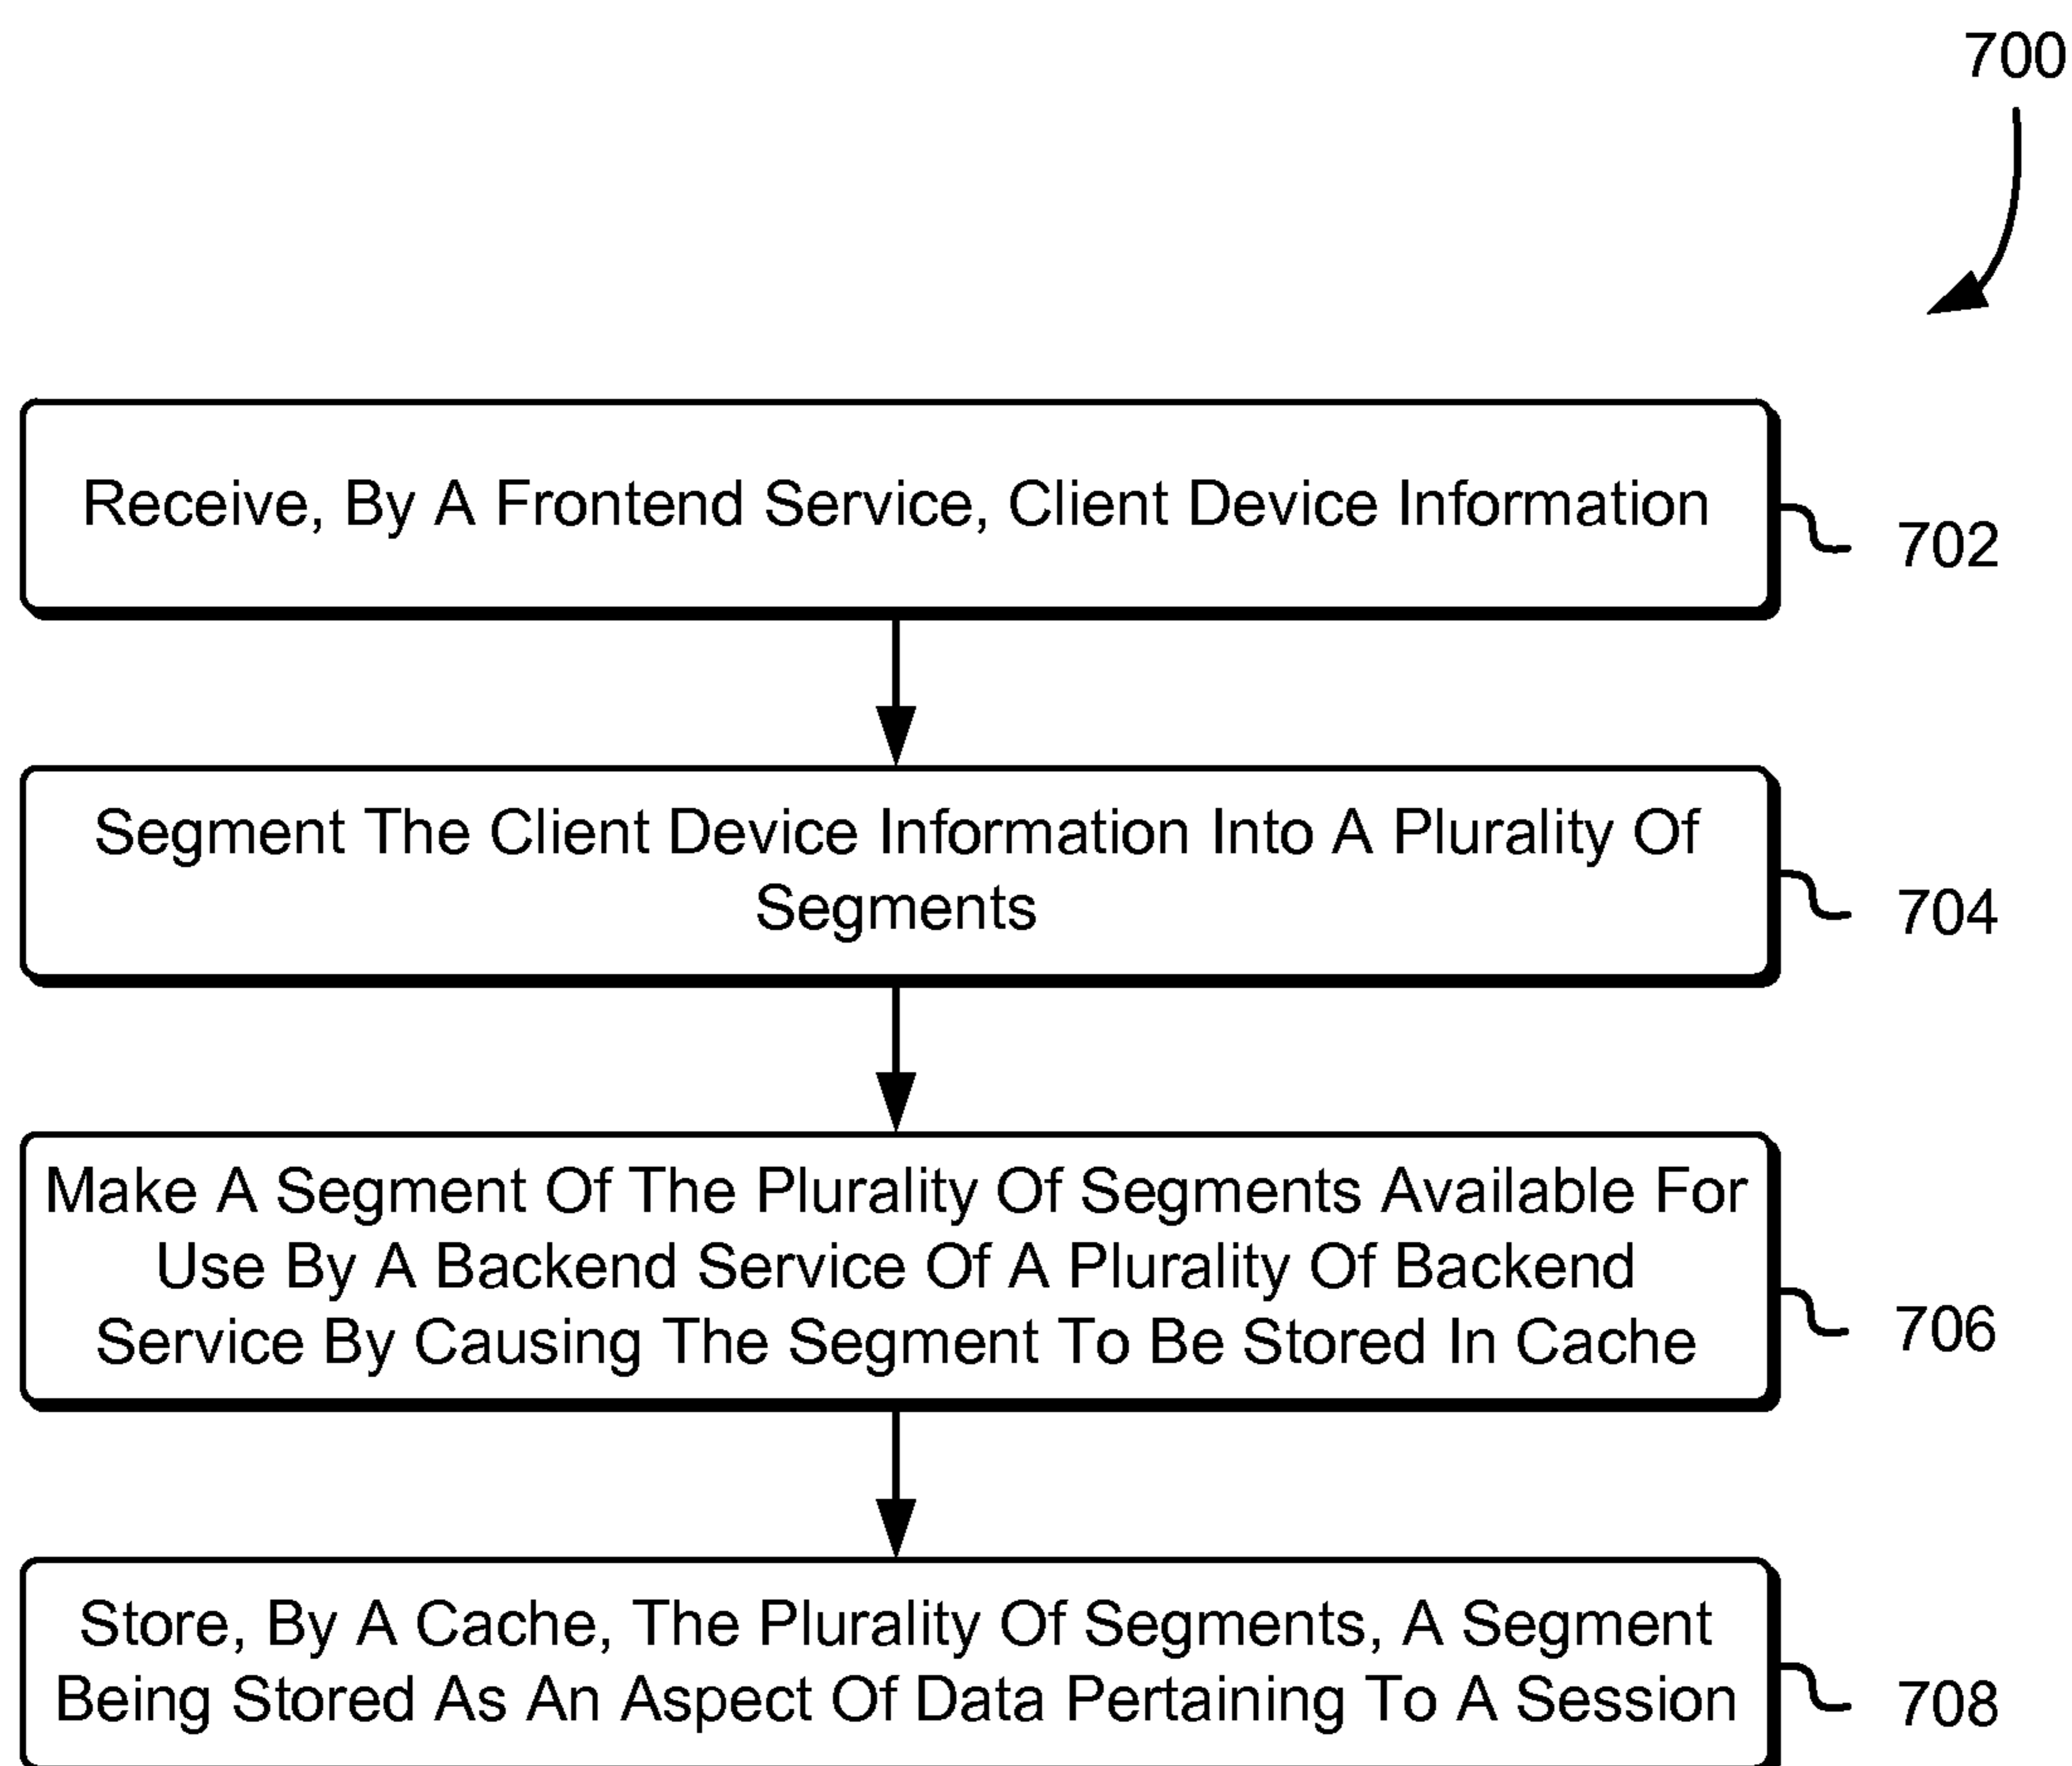 700
Receive, By A Frontend Service, Client Device Information
702
Segment The Client Device Information Into A Plurality Of
Segments
704
Make A Segment Of The Plurality Of Segments Available For
Use By A Backend Service Of A Plurality Of Backend
Service By Causing The Segment To Be Stored In Cache
706
Store, By A Cache, The Plurality Of Segments, A Segment
Being Stored As An Aspect Of Data Pertaining To A Session
708